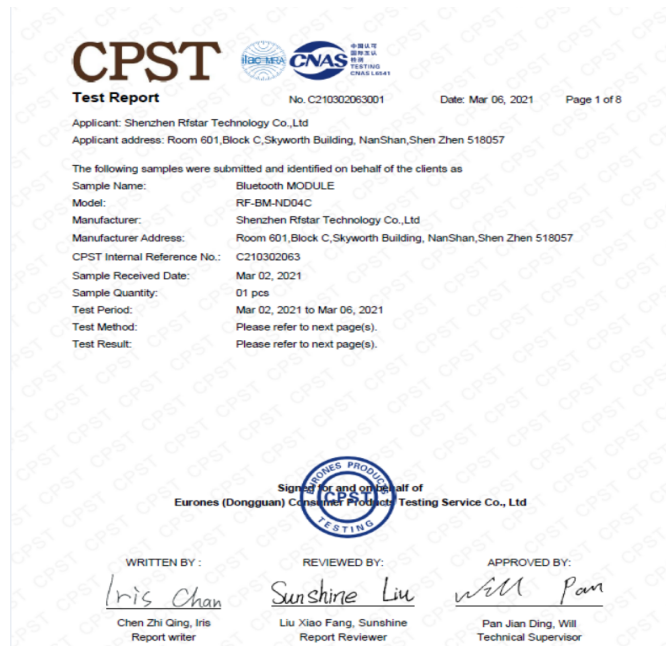 CPST
ilac-MRA
CNAS
中国认可
国际互认
检测
TESTING
CNAS L6541
Test Report No. C210302063001 Date: Mar 06, 2021 Page 1 of 8
Applicant: Shenzhen Rfstar Technology Co.,Ltd
Applicant address: Room 601,Block C,Skyworth Building, NanShan,Shen Zhen 518057
The following samples were submitted and identified on behalf of the clients as
Sample Name: Bluetooth MODULE
Model: RF-BM-ND04C
Manufacturer: Shenzhen Rfstar Technology Co.,Ltd
Manufacturer Address: Room 601,Block C,Skyworth Building, NanShan,Shen Zhen 518057
CPST Internal Reference No.: C210302063
Sample Received Date: Mar 02, 2021
Sample Quantity: 01 pcs
Test Period: Mar 02, 2021 to Mar 06, 2021
Test Method: Please refer to next page(s).
Test Result: Please refer to next page(s).
EURONES PRODUCT
Signed for and on behalf of
Eurones (Dongguan) Consumer Products Testing Service Co., Ltd
CPST
TESTING
WRITTEN BY : REVIEWED BY: APPROVED BY:
Iris Chan Sunshine Liu Will Pan
Chen Zhi Qing, Iris Liu Xiao Fang, Sunshine Pan Jian Ding, Will
Report writer Report Reviewer Technical Supervisor